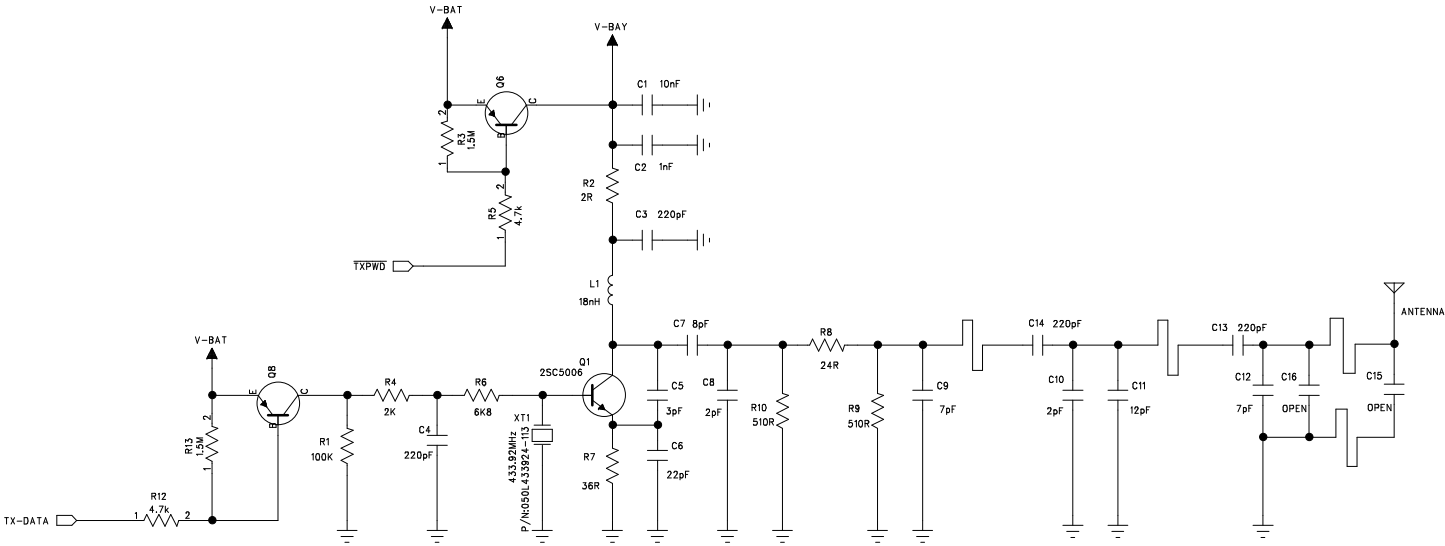 V-BAT
V-BAY
Q6
E
C
B
C1 10nF
2
R3
1.5M
1
C2 1nF
R2
2R
2
R5
4.7k
1
C3 220pF
TXPWD
L1
18nH
ANTENNA
V-BAT
C7 8pF
R8
24R
C14 220pF
C13 220pF
Q8
E
C
B
Q1
2SC5006
R4
2K
R6
6K8
C5
3pF
C8
2pF
R10
510R
R9
510R
C9
7pF
C10
2pF
C11
12pF
C12
7pF
C16
OPEN
C15
OPEN
2
R13
1.5M
1
R1
100K
C4
220pF
XT1
433.92MHz
P/N:050L433924-113
R7
36R
C6
22pF
R12
4.7k
TX-DATA
1
2